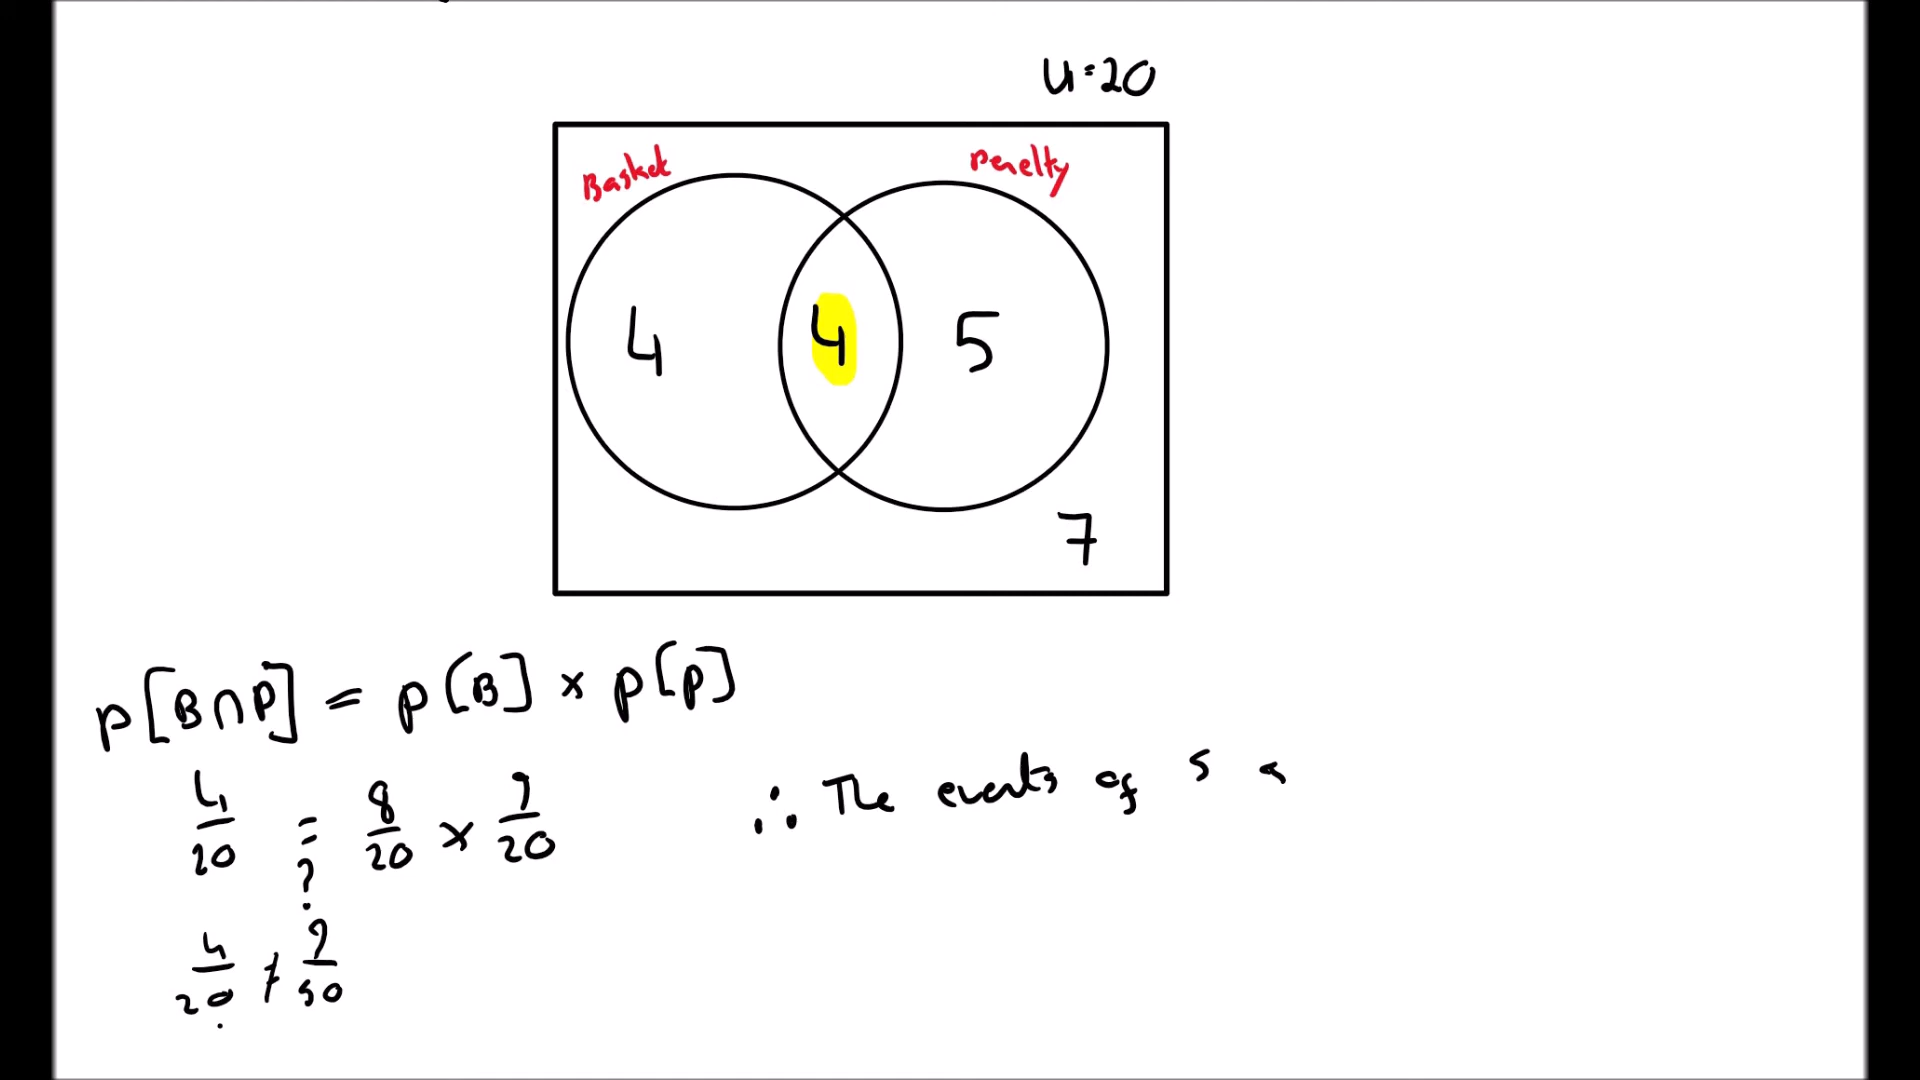 U=20
Basket
Penelty
4
4
5
7
P[B∩P] = P[B] × P[P]
4/20 = 8/20 × 9/20
?
∴ The events of
4/20 ≠ 9/50